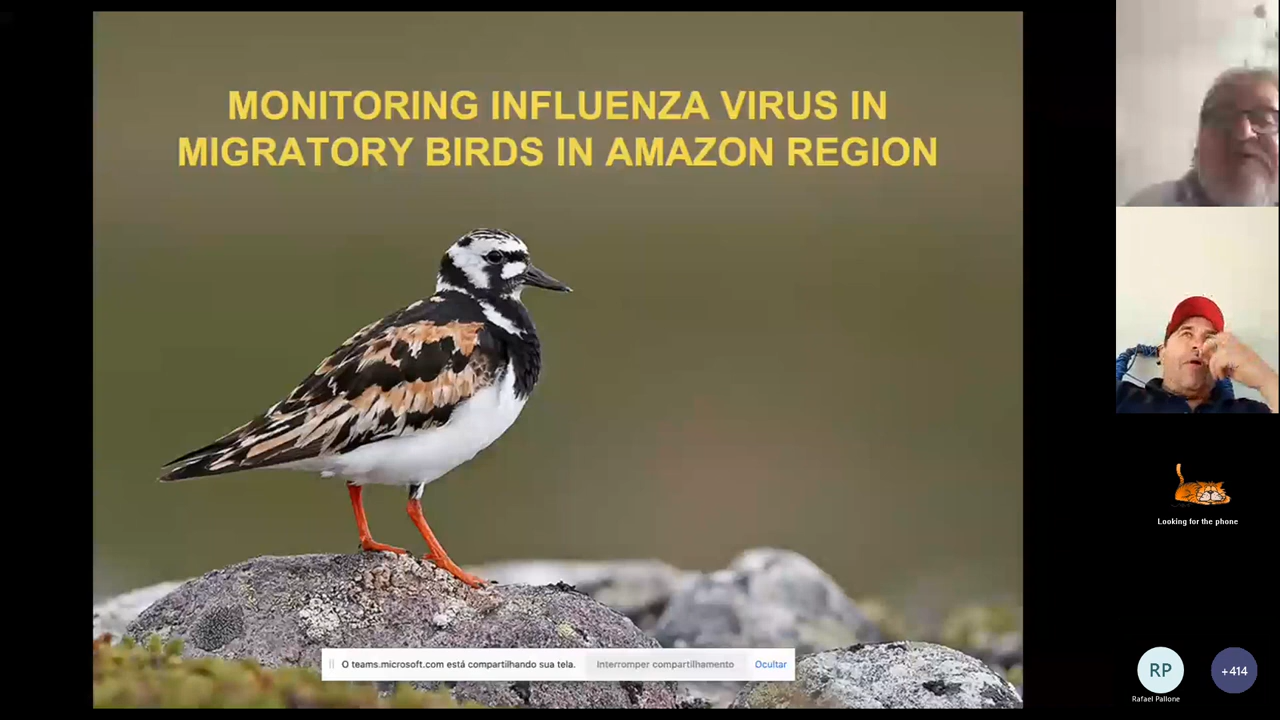 MONITORING INFLUENZA VIRUS IN
MIGRATORY BIRDS IN AMAZON REGION
Looking for the phone
O teams.microsoft.com está compartilhando sua tela. Interromper compartilhamento Ocultar
RP
+414
Rafael Pallone